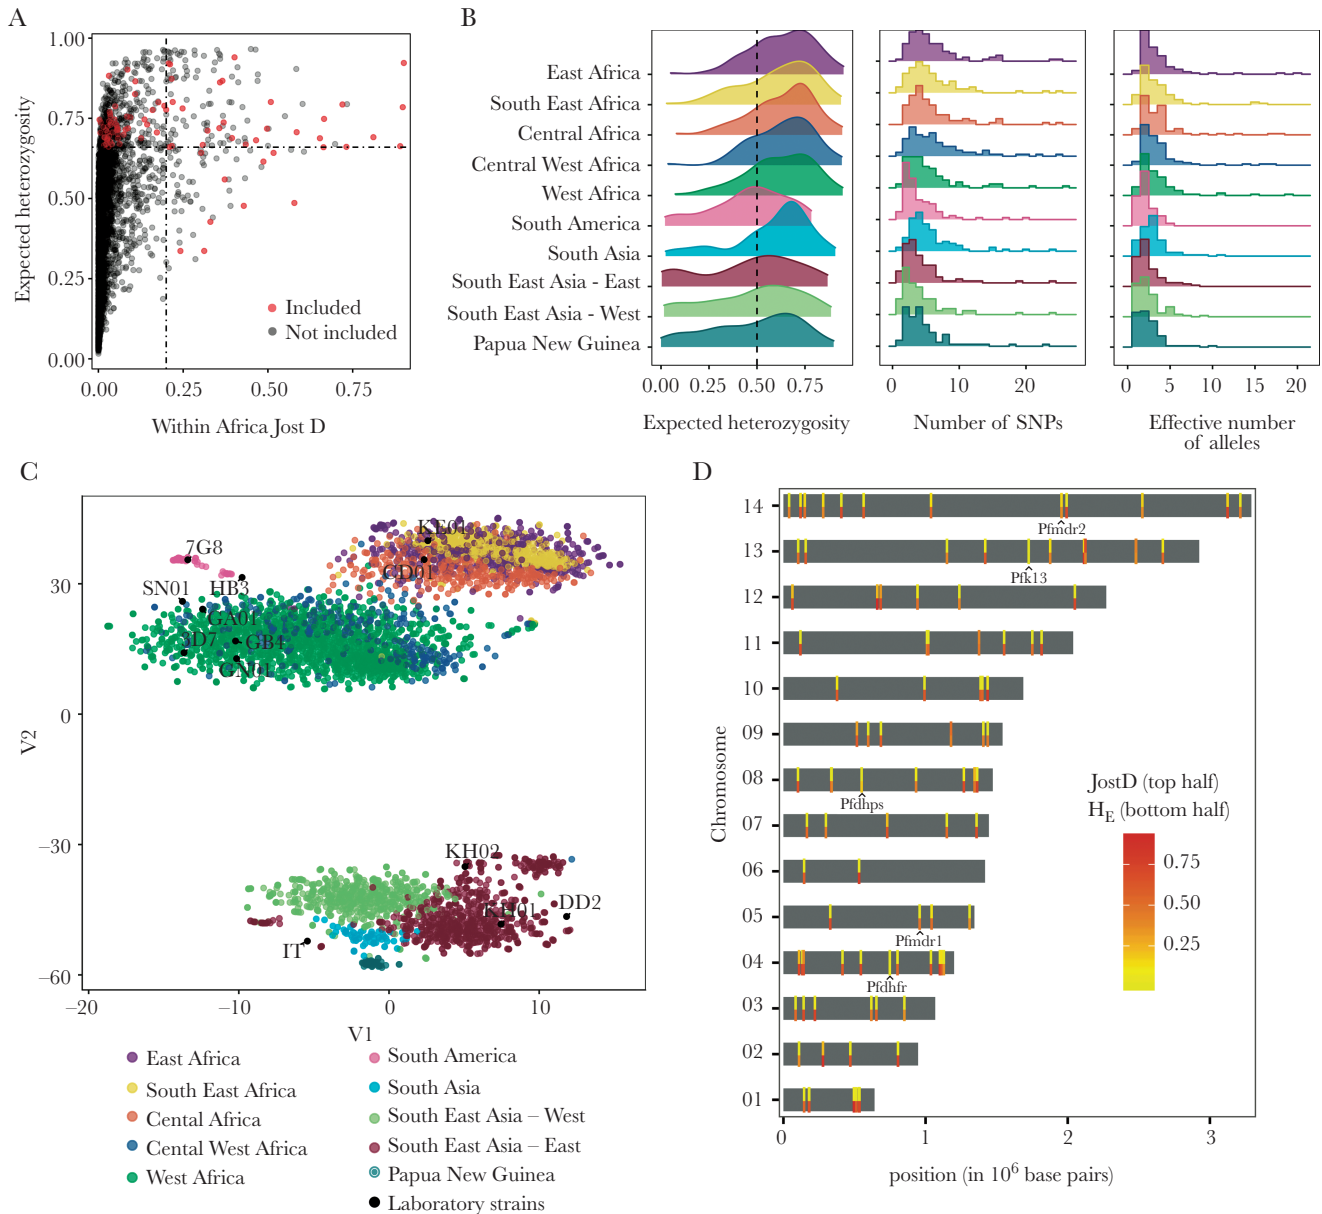 A
1.00
0.75
0.50
0.25
0.00
Expected heterozygosity
Included
Not included
0.00 0.25 0.50 0.75
Within Africa Jost D
B
East Africa
South East Africa
Central Africa
Central West Africa
West Africa
South America
South Asia
South East Asia - East
South East Asia - West
Papua New Guinea
0.00 0.25 0.50 0.75
Expected heterozygosity
0 10 20
Number of SNPs
0 5 10 15 20
Effective number
of alleles
C
30
0
−30
−60
V2
KE01
CD01
7G8
HB3
SN01
GA01
3D7
GB4
GN01
KH02
KH01
DD2
IT
−20 −10 0 10
V1
East Africa
South East Africa
Cental Africa
Cental West Africa
West Africa
South America
South Asia
South East Asia – West
South East Asia – East
Papua New Guinea
Laboratory strains
D
Chromosome
14
Pfmdr2
13
Pfk13
12
11
10
09
08
Pfdhps
07
06
05
Pfmdr1
04
Pfdhfr
03
02
01
0 1 2 3
position (in 10⁶ base pairs)
JostD (top half)
H_E (bottom half)
0.75
0.50
0.25